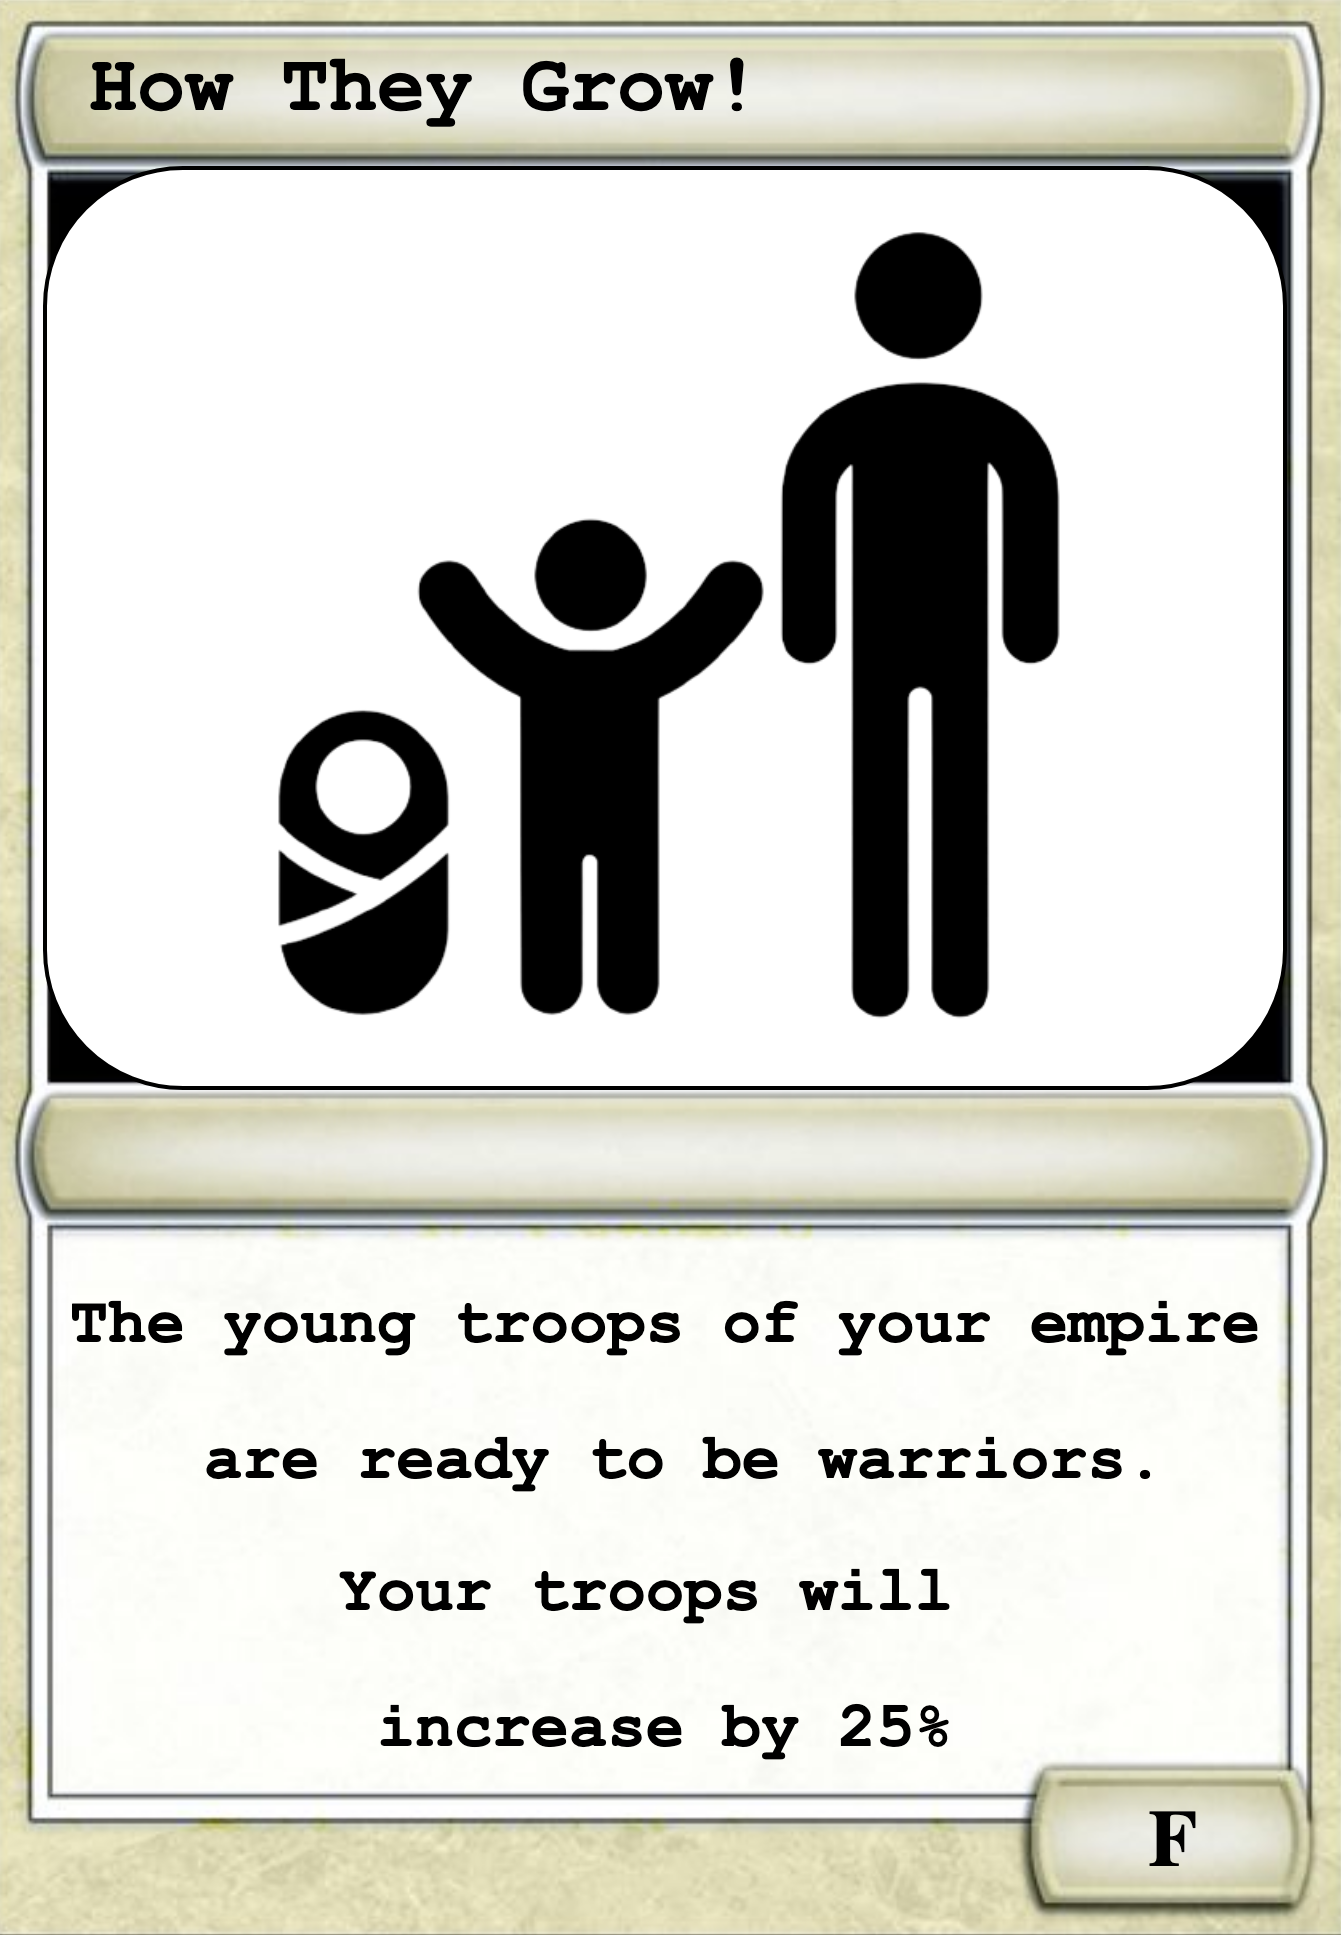 How They Grow!
The young troops of your empire
are ready to be warriors.
Your troops will
increase by 25%
F